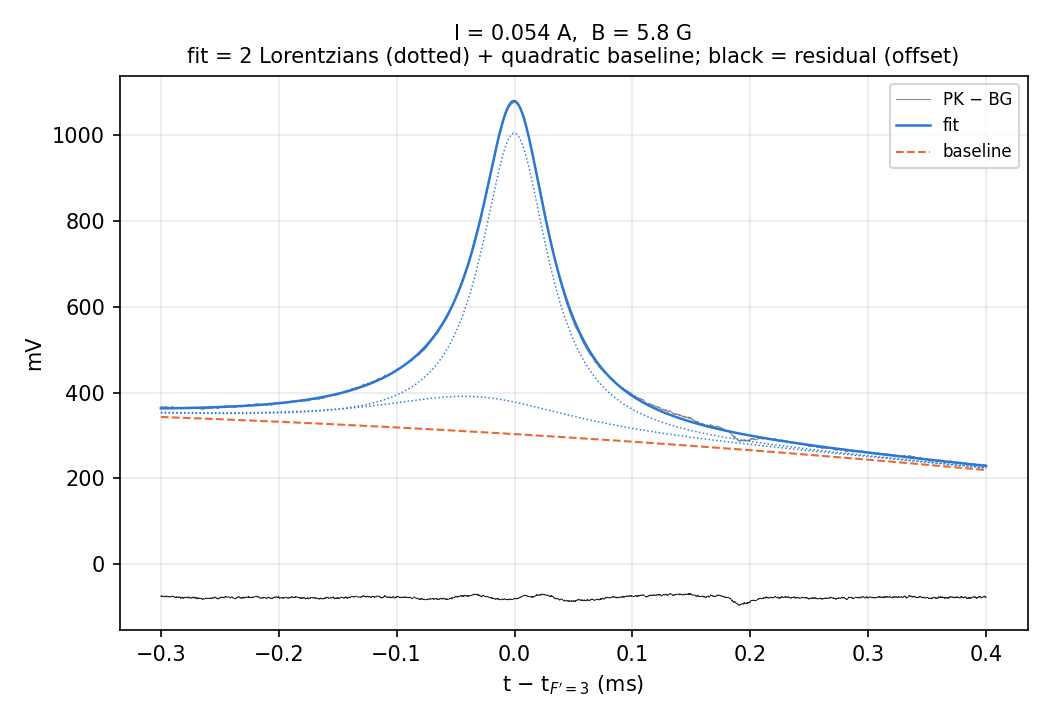 I = 0.054 A,  B = 5.8 G
fit = 2 Lorentzians (dotted) + quadratic baseline; black = residual (offset)
PK − BG
fit
baseline
1000
800
600
400
200
0
mV
−0.3
−0.2
−0.1
0.0
0.1
0.2
0.3
0.4
t − t_{F′=3} (ms)